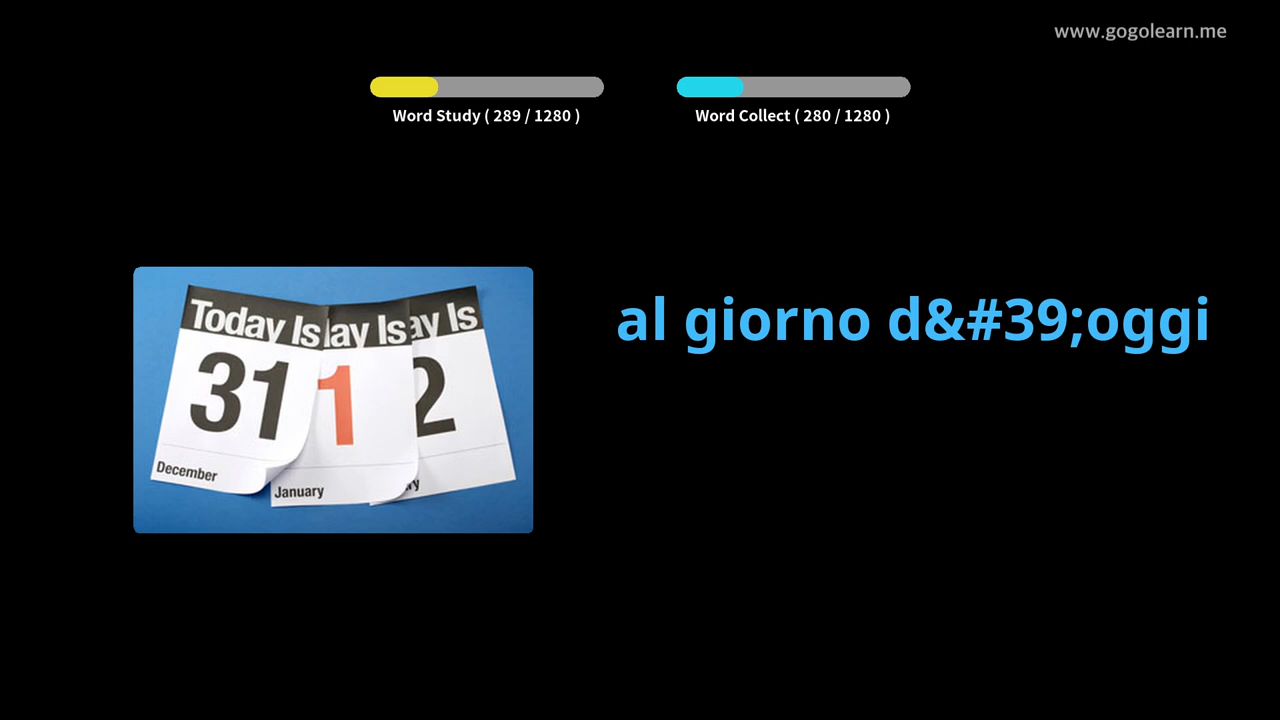 www.gogolearn.me
Word Study ( 289 / 1280 )
Word Collect ( 280 / 1280 )
al giorno d&#39;oggi
Today Is
ay Is
ay Is
31
1
2
December
January
ry